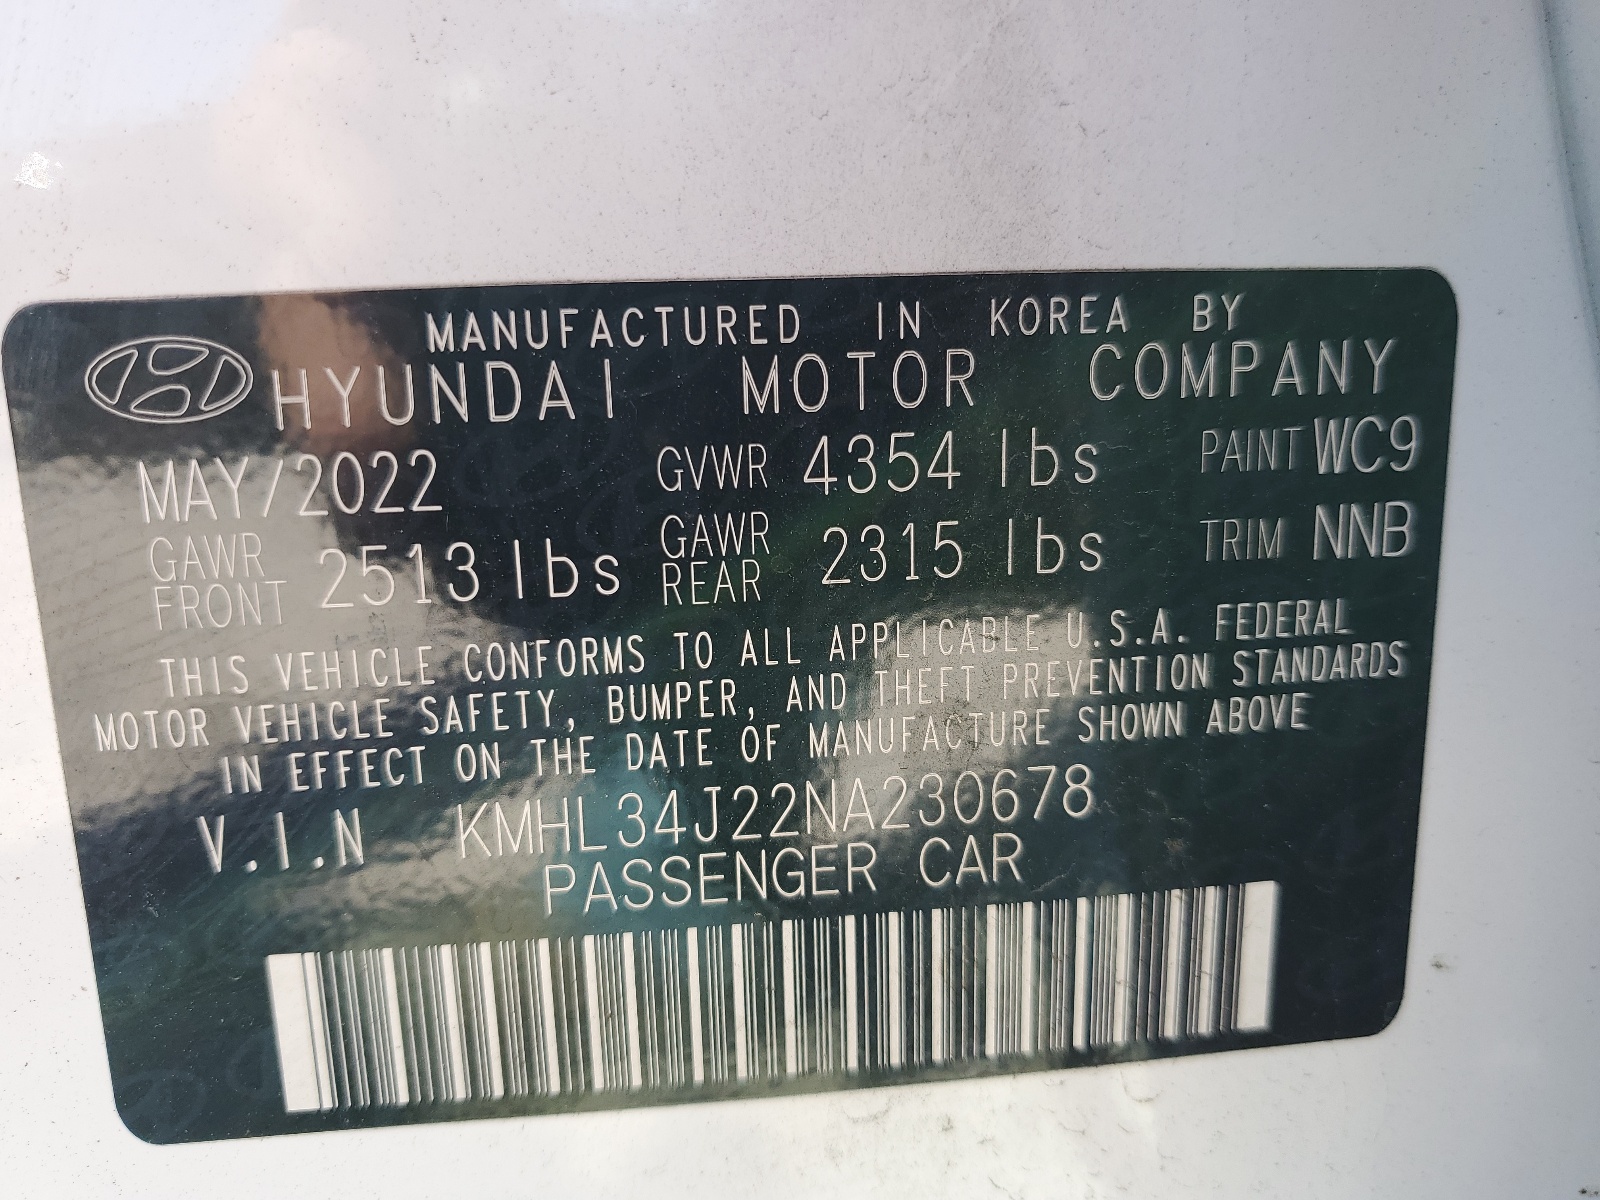 MANUFACTURED IN KOREA BY
HYUNDAI MOTOR COMPANY
MAY/2022 GVWR 4354 lbs PAINT WC9
GAWR FRONT 2513 lbs GAWR REAR 2315 lbs TRIM NNB
THIS VEHICLE CONFORMS TO ALL APPLICABLE U.S.A. FEDERAL
MOTOR VEHICLE SAFETY, BUMPER, AND THEFT PREVENTION STANDARDS
IN EFFECT ON THE DATE OF MANUFACTURE SHOWN ABOVE
V.I.N KMHL34J22NA230678
PASSENGER CAR